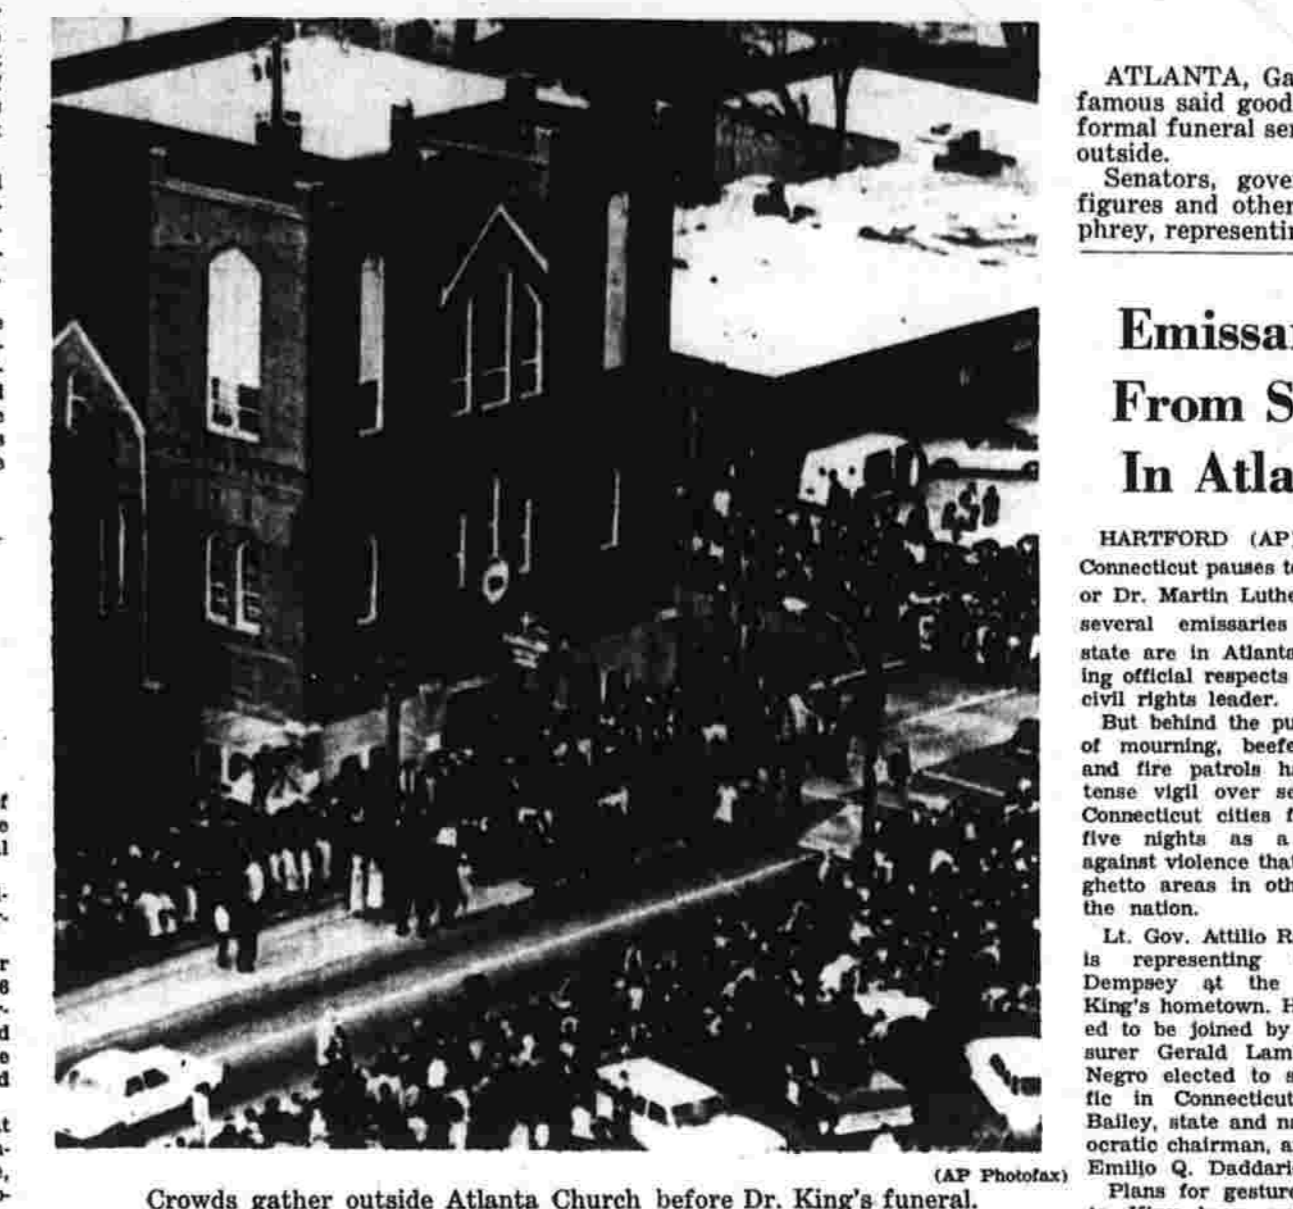 ATLANTA, Ga
famous said good
formal funeral ser
outside.
Senators, gove
figures and other
phrey, representin
Emissar
From S
In Atla
HARTFORD (AP)
Connecticut pauses to
or Dr. Martin Luthe
several emissaries
state are in Atlanta
ing official respects
civil rights leader.
But behind the pu
of mourning, beefe
and fire patrols ha
tense vigil over se
Connecticut cities f
five nights as a
against violence that
ghetto areas in oth
the nation.
Lt. Gov. Attilio R
is representing
Dempsey at the
King's hometown. H
ed to be joined by
surer Gerald Lam
Negro elected to s
fic in Connecticut
Bailey, state and na
ocratic chairman, a
Emilio Q. Daddari
Plans for gesture
(AP Photofax)
Crowds gather outside Atlanta Church before Dr. King's funeral.